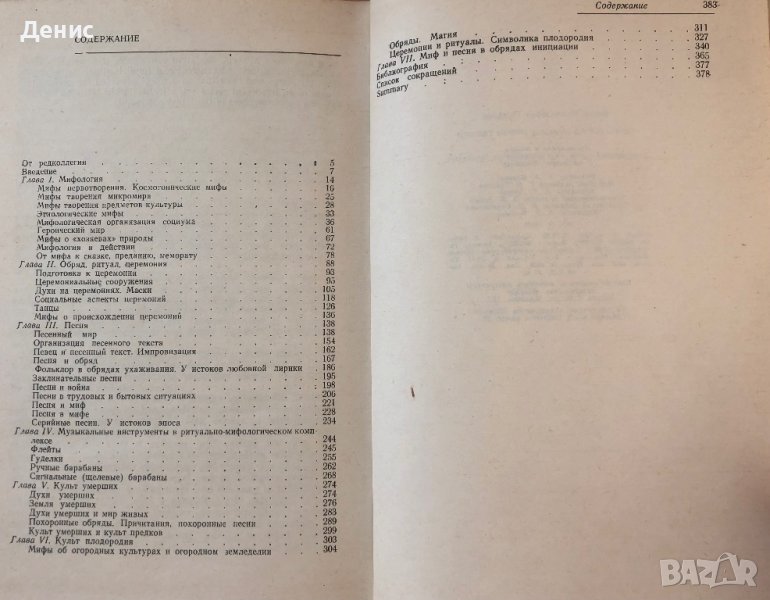 Денис
СОДЕРЖАНИЕ
От редколлегии 5
Введение 7
Глава I. Мифология 14
Мифы первотворения. Космогонические мифы 16
Мифы творения микромира 25
Мифы творения предметов культуры 28
Этиологические мифы 33
Мифологическая организация социума 36
Героический мир 61
Мифы о «хозяевах» природы 67
Мифология в действии 72
От мифа к сказке, преданию, меморату 78
Глава II. Обряд, ритуал, церемония 88
Подготовка к церемонии 93
Церемониальные сооружения 95
Духи на церемониях. Маски 105
Социальные аспекты церемоний 118
Танцы 126
Мифы о происхождении церемоний 136
Глава III. Песня 138
Песенный мир 138
Организация песенного текста 154
Певец и песенный текст. Импровизация 162
Песня и обряд 167
Фольклор в обрядах ухаживания. У истоков любовной лирики 186
Заклинательные песни 195
Песни и война 198
Песни в трудовых и бытовых ситуациях 206
Песня и миф 221
Песня в мифе 228
Серийные песни. У истоков эпоса 234
Глава IV. Музыкальные инструменты в ритуально-мифологическом комплексе 244
Флейты 245
Гуделки 255
Ручные барабаны 262
Сигнальные (щелевые) барабаны 268
Глава V. Культ умерших 274
Духи умерших 274
Земля умерших 276
Духи умерших и мир живых 283
Похоронные обряды. Причитания, похоронные песни 289
Культ умерших и культ предков 299
Глава VI. Культ плодородия 303
Мифы об огородных культурах и огородном земледелии 304
Содержание 383
Обряды. Магия 311
Церемонии и ритуалы. Символика плодородия 327
Глава VII. Миф и песня в обрядах инициации 340
Библиография 365
Список сокращений 377
Summary 378
BAZAR
bg